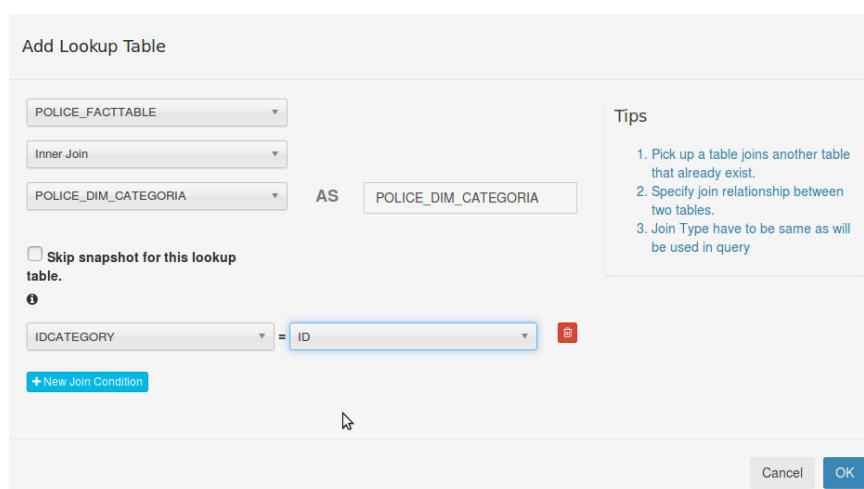 Add Lookup Table
POLICE_FACTTABLE
Inner Join
POLICE_DIM_CATEGORIA
AS
POLICE_DIM_CATEGORIA
Skip snapshot for this lookup
table.
IDCATEGORY
=
ID
New Join Condition
Tips
1. Pick up a table joins another table
that already exist.
2. Specify join relationship between
two tables.
3. Join Type have to be same as will
be used in query
Cancel
OK